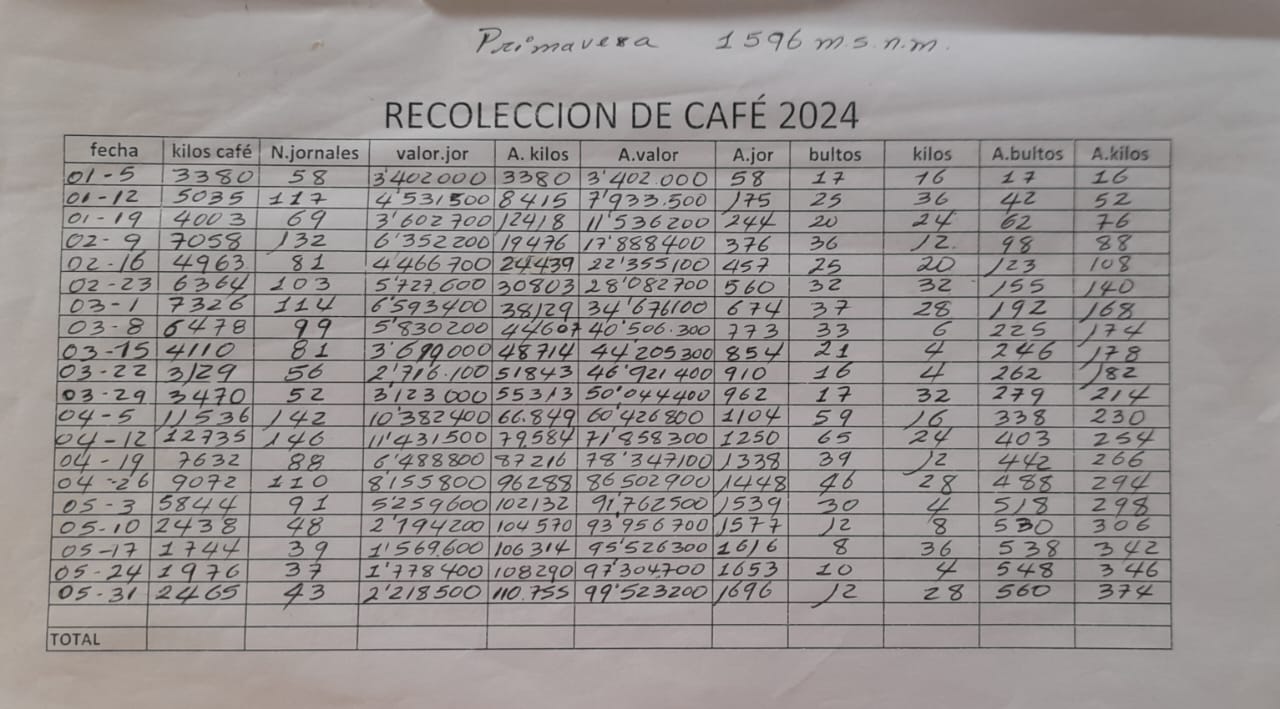 Primavera 1596 m.s.n.m.
RECOLECCION DE CAFÉ 2024
fecha kilos café N.jornales valor.jor A. kilos A.valor A.jor bultos kilos A.bultos A.kilos
01-5 3380 58 3'402000 3380 3'402.000 58 17 16 17 16
01-12 5035 117 4'531500 8415 7'933.500 175 25 36 42 52
01-19 4003 69 3'602700 12418 11'536200 244 20 24 62 76
02-9 7058 132 6'352200 19476 17'888400 376 36 12 98 88
02-16 4963 81 4'466700 24439 22'355100 457 25 20 123 108
02-23 6364 103 5'727.600 30803 28'082700 560 32 32 155 140
03-1 7326 114 6'593400 38129 34'676100 674 37 28 192 168
03-8 6478 99 5'830200 44607 40'506.300 773 33 6 225 174
03-15 4110 81 3'699000 48714 44'205300 854 21 4 246 178
03-22 3129 56 2'716.100 51843 46'921400 910 16 4 262 182
03-29 3470 52 3'123000 55313 50'044400 962 17 32 279 214
04-5 11536 142 10'382400 66.849 60'426800 1104 59 16 338 230
04-12 12735 146 11'431500 79.584 71'858300 1250 65 24 403 254
04-19 7632 88 6'488800 87216 78'347100 1338 39 12 442 266
04-26 9072 110 8'155800 96288 86502900 1448 46 28 488 294
05-3 5844 91 5259600 102132 91,762500 1539 30 4 518 298
05-10 2438 48 2'194200 104570 93'956700 1577 12 8 530 306
05-17 1744 39 1'569,600 106314 95'526300 1616 8 36 538 342
05-24 1976 37 1'778400 108290 97'304.700 1653 10 4 548 346
05-31 2465 43 2'218500 110.755 99'523200 1696 12 28 560 374
TOTAL